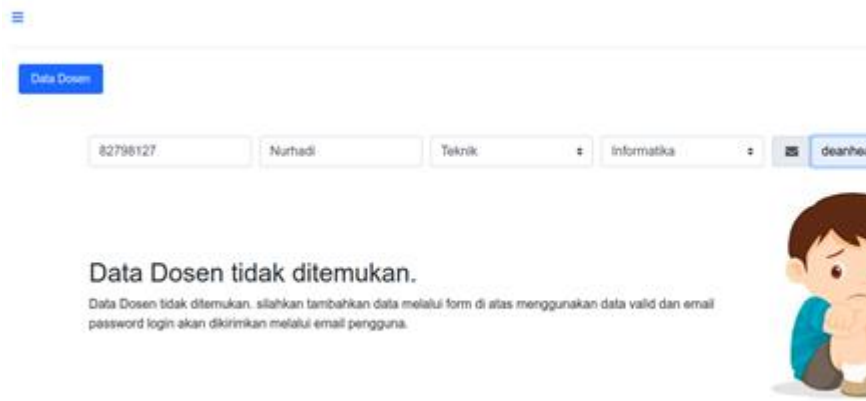 Data Dosen
82798127 Nurhadi Teknik Informatika deanhea
Data Dosen tidak ditemukan.
Data Dosen tidak ditemukan. silahkan tambahkan data melalui form di atas menggunakan data valid dan email
password login akan dikirimkan melalui email pengguna.